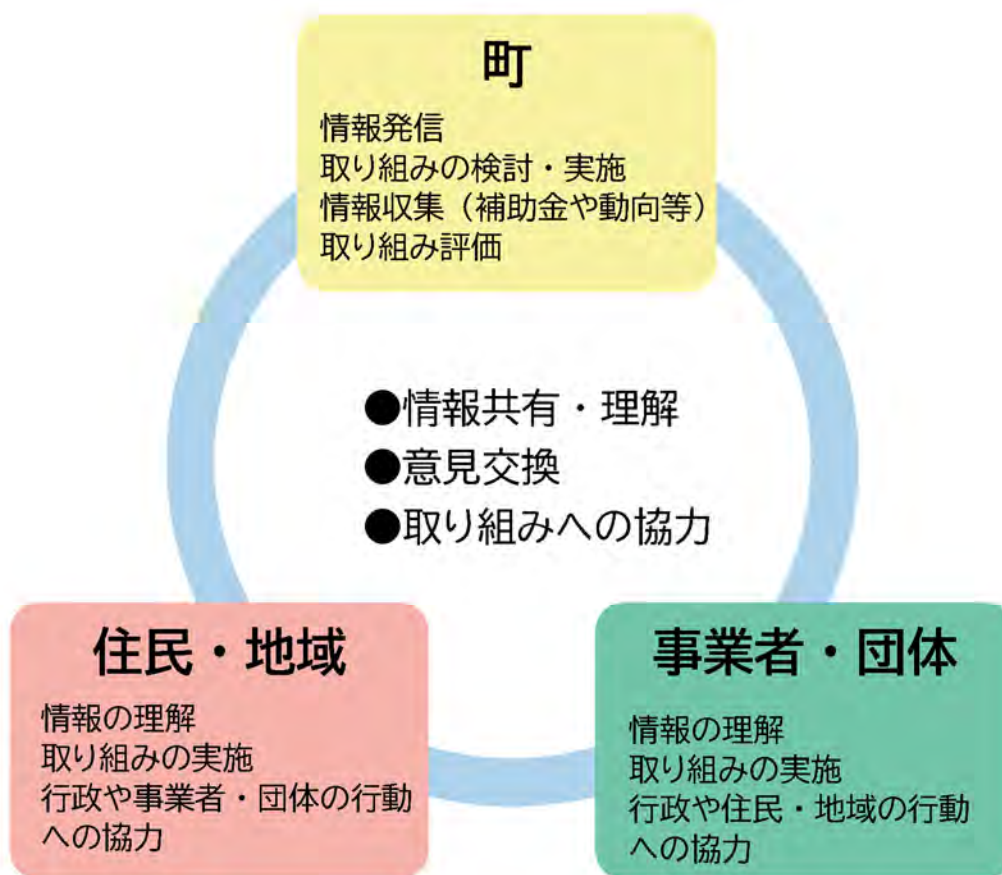 町
情報発信
取り組みの検討・実施
情報収集（補助金や動向等）
取り組み評価
●情報共有・理解
●意見交換
●取り組みへの協力
住民・地域
情報の理解
取り組みの実施
行政や事業者・団体の行動
への協力
事業者・団体
情報の理解
取り組みの実施
行政や住民・地域の行動
への協力